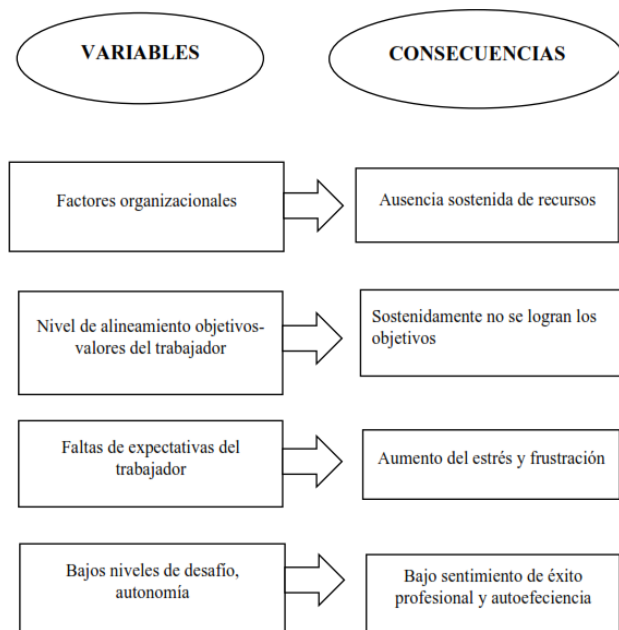 VARIABLES
CONSECUENCIAS
Factores organizacionales
Ausencia sostenida de recursos
Nivel de alineamiento objetivos-
valores del trabajador
Sostenidamente no se logran los
objetivos
Faltas de expectativas del
trabajador
Aumento del estrés y frustración
Bajos niveles de desafío,
autonomía
Bajo sentimiento de éxito
profesional y autoefeciencia